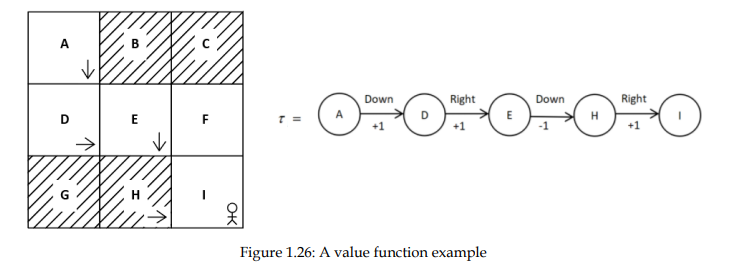 A B C
D E F
G H I
τ = A Down +1 D Right +1 E Down -1 H Right +1 I
Figure 1.26: A value function example